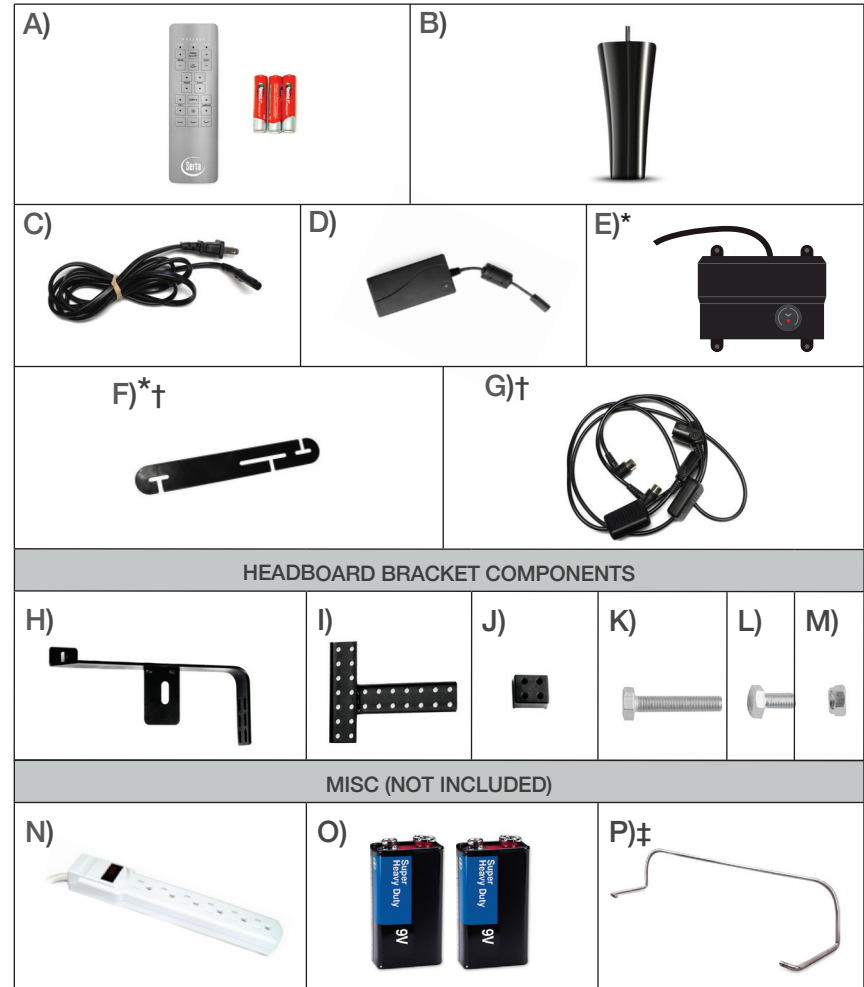 A)
B)
Serta
C)
D)
E)*
F)*†
G)†
HEADBOARD BRACKET COMPONENTS
H)
I)
J)
K)
L)
M)
MISC (NOT INCLUDED)
N)
O)
P)‡
Super
Heavy Duty
9V
Super
Heavy Duty
9V